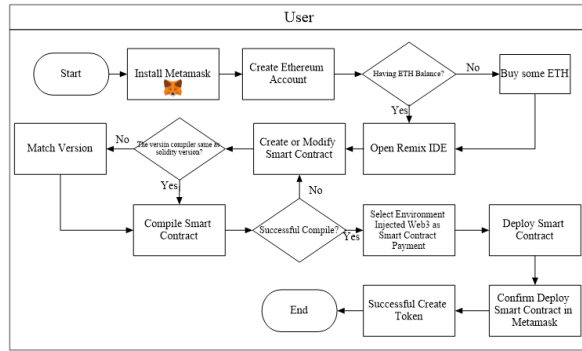 User
Start
Install Metamask
Create Ethereum
Account
Having ETH Balance?
No
Buy some ETH
Yes
Match Version
No
The versiin compiler same as
solidity version?
Create or Modify
Smart Contract
Open Remix IDE
Yes
No
Compile Smart
Contract
Successful Compile?
Yes
Select Environment
Injected Web3 as
Smart Contract
Payment
Deploy Smart
Contract
End
Successful Create
Token
Confirm Deploy
Smart Contract in
Metamask